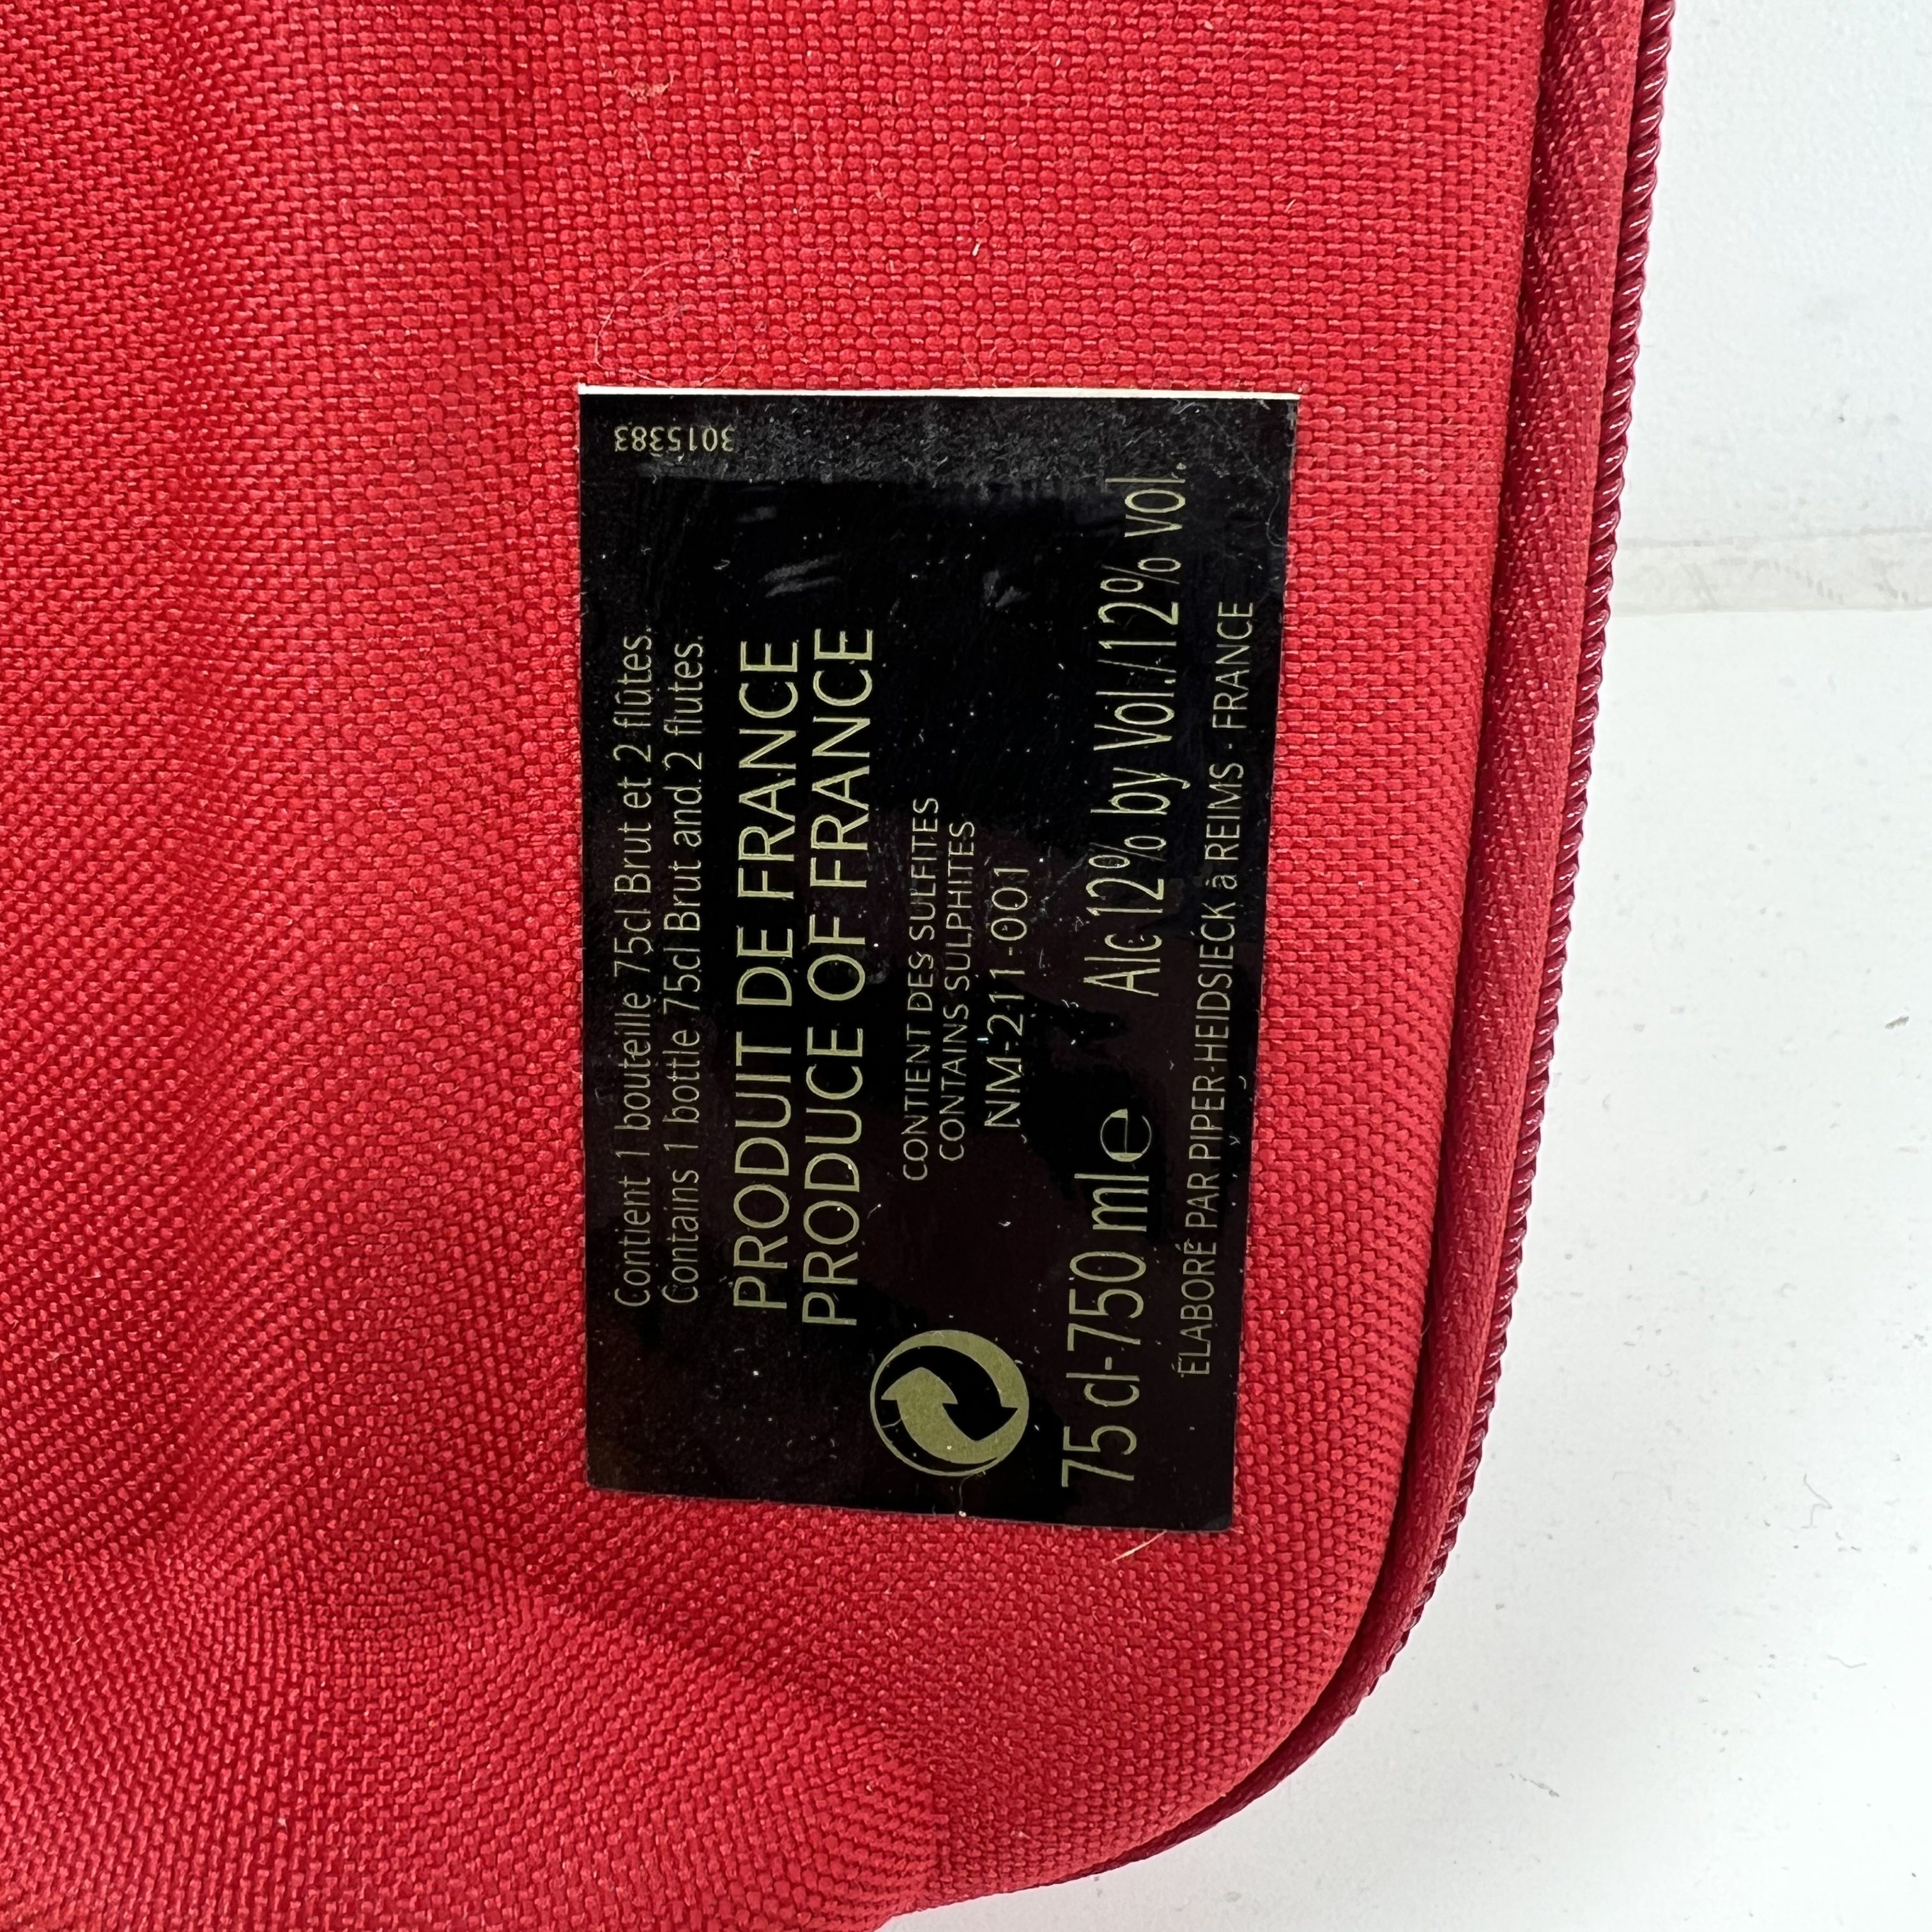 Contient 1 bouteille 75cl Brut et 2 flûtes.
Contains 1 bottle 75cl Brut and 2 flutes.
PRODUIT DE FRANCE
PRODUCE OF FRANCE
CONTIENT DES SULFITES
CONTAINS SULPHITES
NM-211-001
75 cl-750 ml e Alc 12% by Vol./12% vol.
ÉLABORÉ PAR PIPER-HEIDSIECK à REIMS - FRANCE
3015383